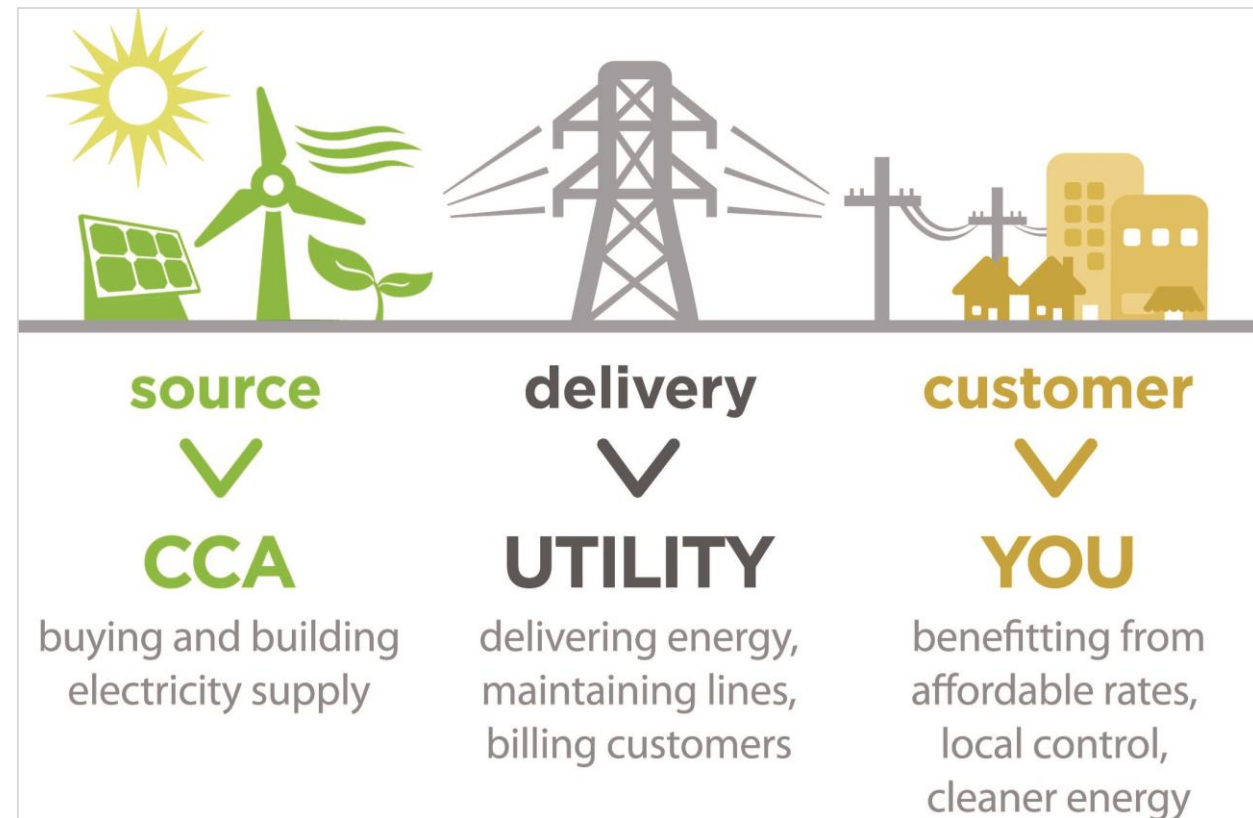 source
CCA
buying and building
electricity supply
delivery
UTILITY
delivering energy,
maintaining lines,
billing customers
customer
YOU
benefitting from
affordable rates,
local control,
cleaner energy